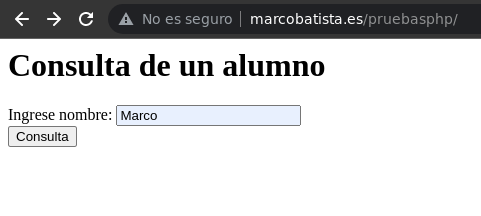 No es seguro | marcobatista.es/pruebasphp/
Consulta de un alumno
Ingrese nombre: Marco
Consulta